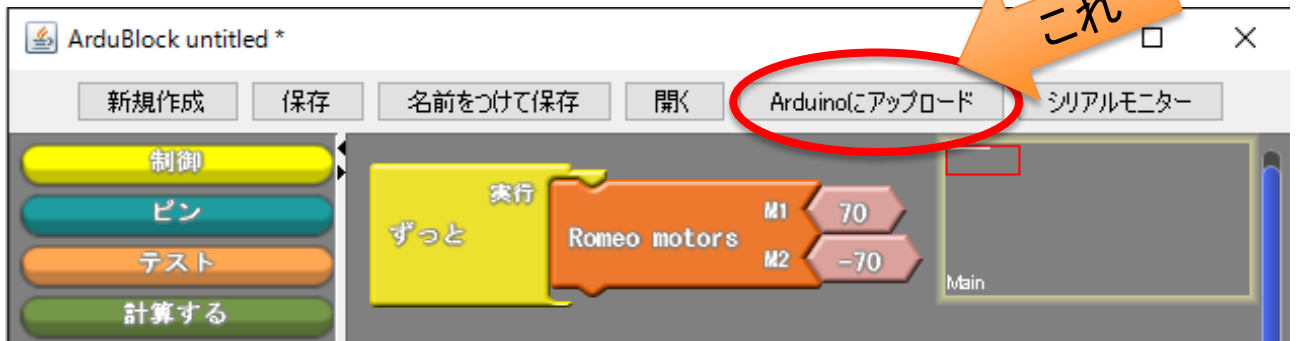 これ
ArduBlock untitled *
新規作成 保存 名前をつけて保存 開く Arduinoにアップロード シリアルモニター
制御
ピン
テスト
計算する
実行
ずっと
Romeo motors
M1 70
M2 -70
Main